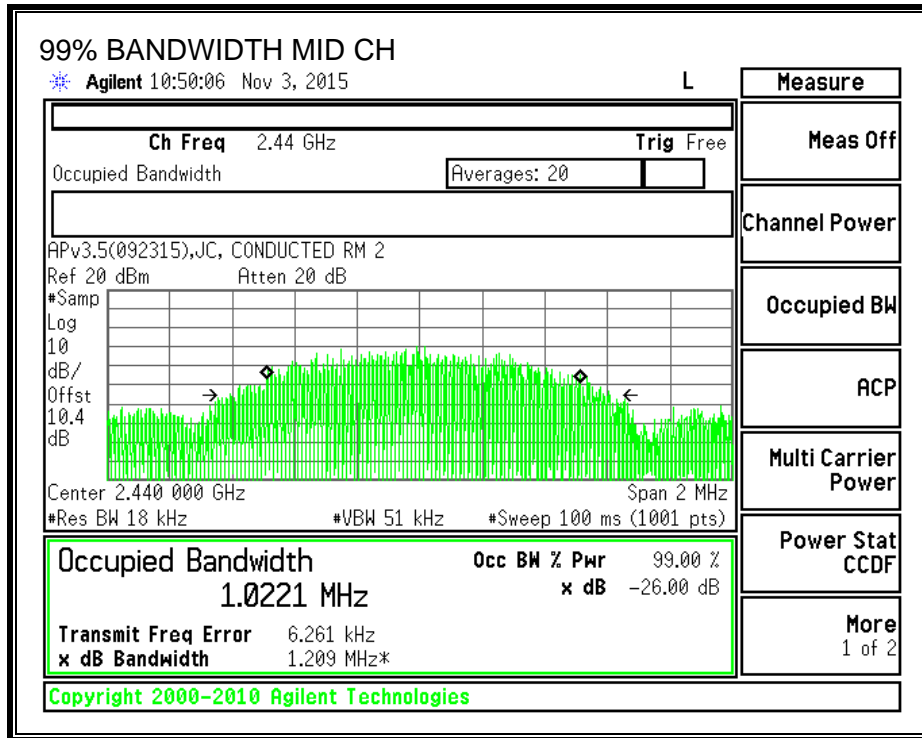 99% BANDWIDTH MID CH
Agilent 10:50:06 Nov 3, 2015 L
Measure
Ch Freq 2.44 GHz Trig Free
Occupied Bandwidth Averages: 20
APv3.5(092315),JC, CONDUCTED RM 2
Ref 20 dBm Atten 20 dB
#Samp
Log
10
dB/
Offst
10.4
dB
Center 2.440 000 GHz Span 2 MHz
#Res BW 18 kHz #VBW 51 kHz #Sweep 100 ms (1001 pts)
Occupied Bandwidth
1.0221 MHz
Occ BW % Pwr 99.00 %
x dB -26.00 dB
Transmit Freq Error 6.261 kHz
x dB Bandwidth 1.209 MHz*
Copyright 2000-2010 Agilent Technologies
Meas Off
Channel Power
Occupied BW
ACP
Multi Carrier
Power
Power Stat
CCDF
More
1 of 2